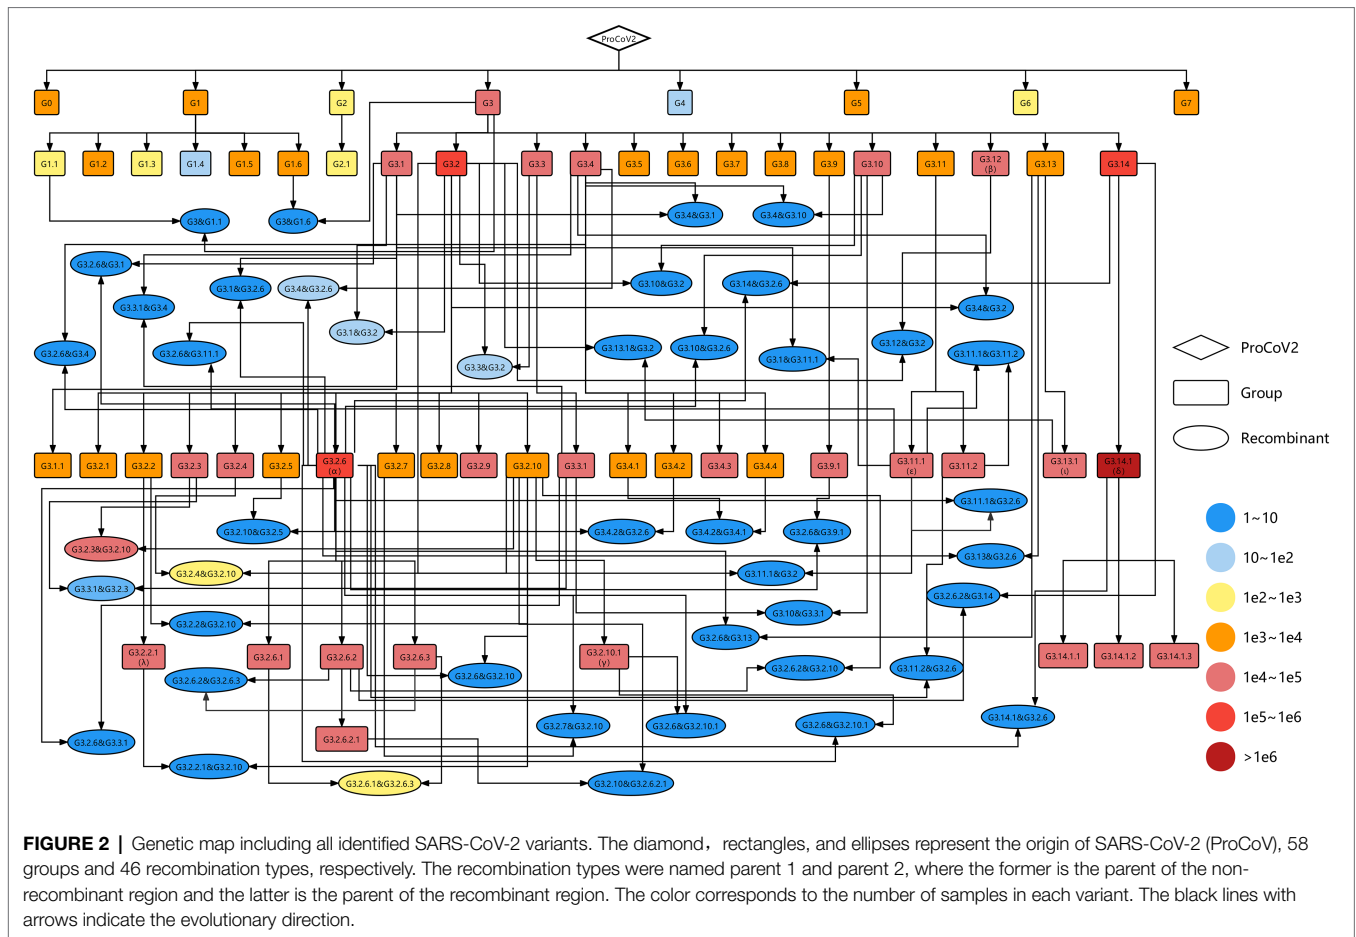 ProCoV2
G0
G1
G2
G3
G4
G5
G6
G7
G1.1
G1.2
G1.3
G1.4
G1.5
G1.6
G2.1
G3.1
G3.2
G3.3
G3.4
G3.5
G3.6
G3.7
G3.8
G3.9
G3.10
G3.11
G3.12
(β)
G3.13
G3.14
G3&G1.1
G3&G1.6
G3.4&G3.1
G3.4&G3.10
G3.2.6&G3.1
G3.1&G3.2.6
G3.4&G3.2.6
G3.10&G3.2
G3.14&G3.2.6
G3.3.1&G3.4
G3.4&G3.2
G3.1&G3.2
G3.2.6&G3.4
G3.2.6&G3.11.1
G3.3&G3.2
G3.13.1&G3.2
G3.10&G3.2.6
G3.1&G3.11.1
G3.12&G3.2
G3.11.1&G3.11.2
ProCoV2
Group
Recombinant
G3.1.1
G3.2.1
G3.2.2
G3.2.3
G3.2.4
G3.2.5
G3.2.6
(α)
G3.2.7
G3.2.8
G3.2.9
G3.2.10
G3.3.1
G3.4.1
G3.4.2
G3.4.3
G3.4.4
G3.9.1
G3.11.1
(ε)
G3.11.2
G3.13.1
(ι)
G3.14.1
(δ)
G3.11.1&G3.2.6
G3.2.10&G3.2.5
G3.4.2&G3.2.6
G3.4.2&G3.4.1
G3.2.6&G3.9.1
G3.2.3&G3.2.10
G3.13&G3.2.6
G3.2.4&G3.2.10
G3.11.1&G3.2
G3.3.1&G3.2.3
G3.2.6.2&G3.14
G3.10&G3.3.1
G3.2.2&G3.2.10
G3.2.6&G3.13
G3.2.2.1
(λ)
G3.2.6.1
G3.2.6.2
G3.2.6.3
G3.2.10.1
(γ)
G3.14.1.1
G3.14.1.2
G3.14.1.3
G3.2.6.2&G3.2.6.3
G3.2.6&G3.2.10
G3.2.6.2&G3.2.10
G3.11.2&G3.2.6
G3.2.7&G3.2.10
G3.2.6&G3.2.10.1
G3.2.6&G3.2.10.1
G3.14.1&G3.2.6
G3.2.6&G3.3.1
G3.2.6.2.1
G3.2.2.1&G3.2.10
G3.2.6.1&G3.2.6.3
G3.2.10&G3.2.6.2.1
1~10
10~1e2
1e2~1e3
1e3~1e4
1e4~1e5
1e5~1e6
>1e6
FIGURE 2 | Genetic map including all identified SARS-CoV-2 variants. The diamond, rectangles, and ellipses represent the origin of SARS-CoV-2 (ProCoV), 58
groups and 46 recombination types, respectively. The recombination types were named parent 1 and parent 2, where the former is the parent of the non-
recombinant region and the latter is the parent of the recombinant region. The color corresponds to the number of samples in each variant. The black lines with
arrows indicate the evolutionary direction.